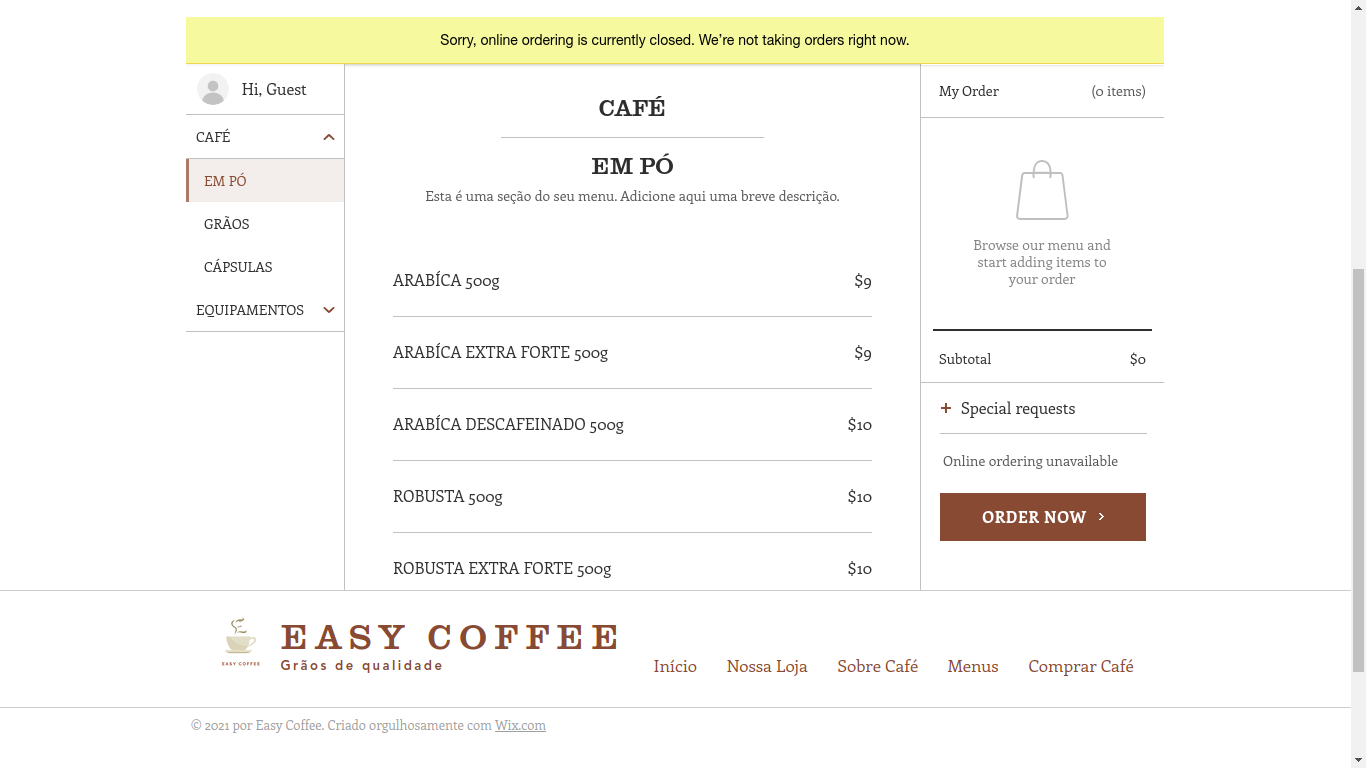 Sorry, online ordering is currently closed. We're not taking orders right now.
Hi, Guest
CAFÉ
EM PÓ
GRÃOS
CÁPSULAS
EQUIPAMENTOS
CAFÉ
EM PÓ
Esta é uma seção do seu menu. Adicione aqui uma breve descrição.
ARABÍCA 500g $9
ARABÍCA EXTRA FORTE 500g $9
ARABÍCA DESCAFEINADO 500g $10
ROBUSTA 500g $10
ROBUSTA EXTRA FORTE 500g $10
My Order (0 items)
Browse our menu and
start adding items to
your order
Subtotal $0
+ Special requests
Online ordering unavailable
ORDER NOW >
EASY COFFEE
EASY COFFEE
Grãos de qualidade
Início Nossa Loja Sobre Café Menus Comprar Café
© 2021 por Easy Coffee. Criado orgulhosamente com Wix.com